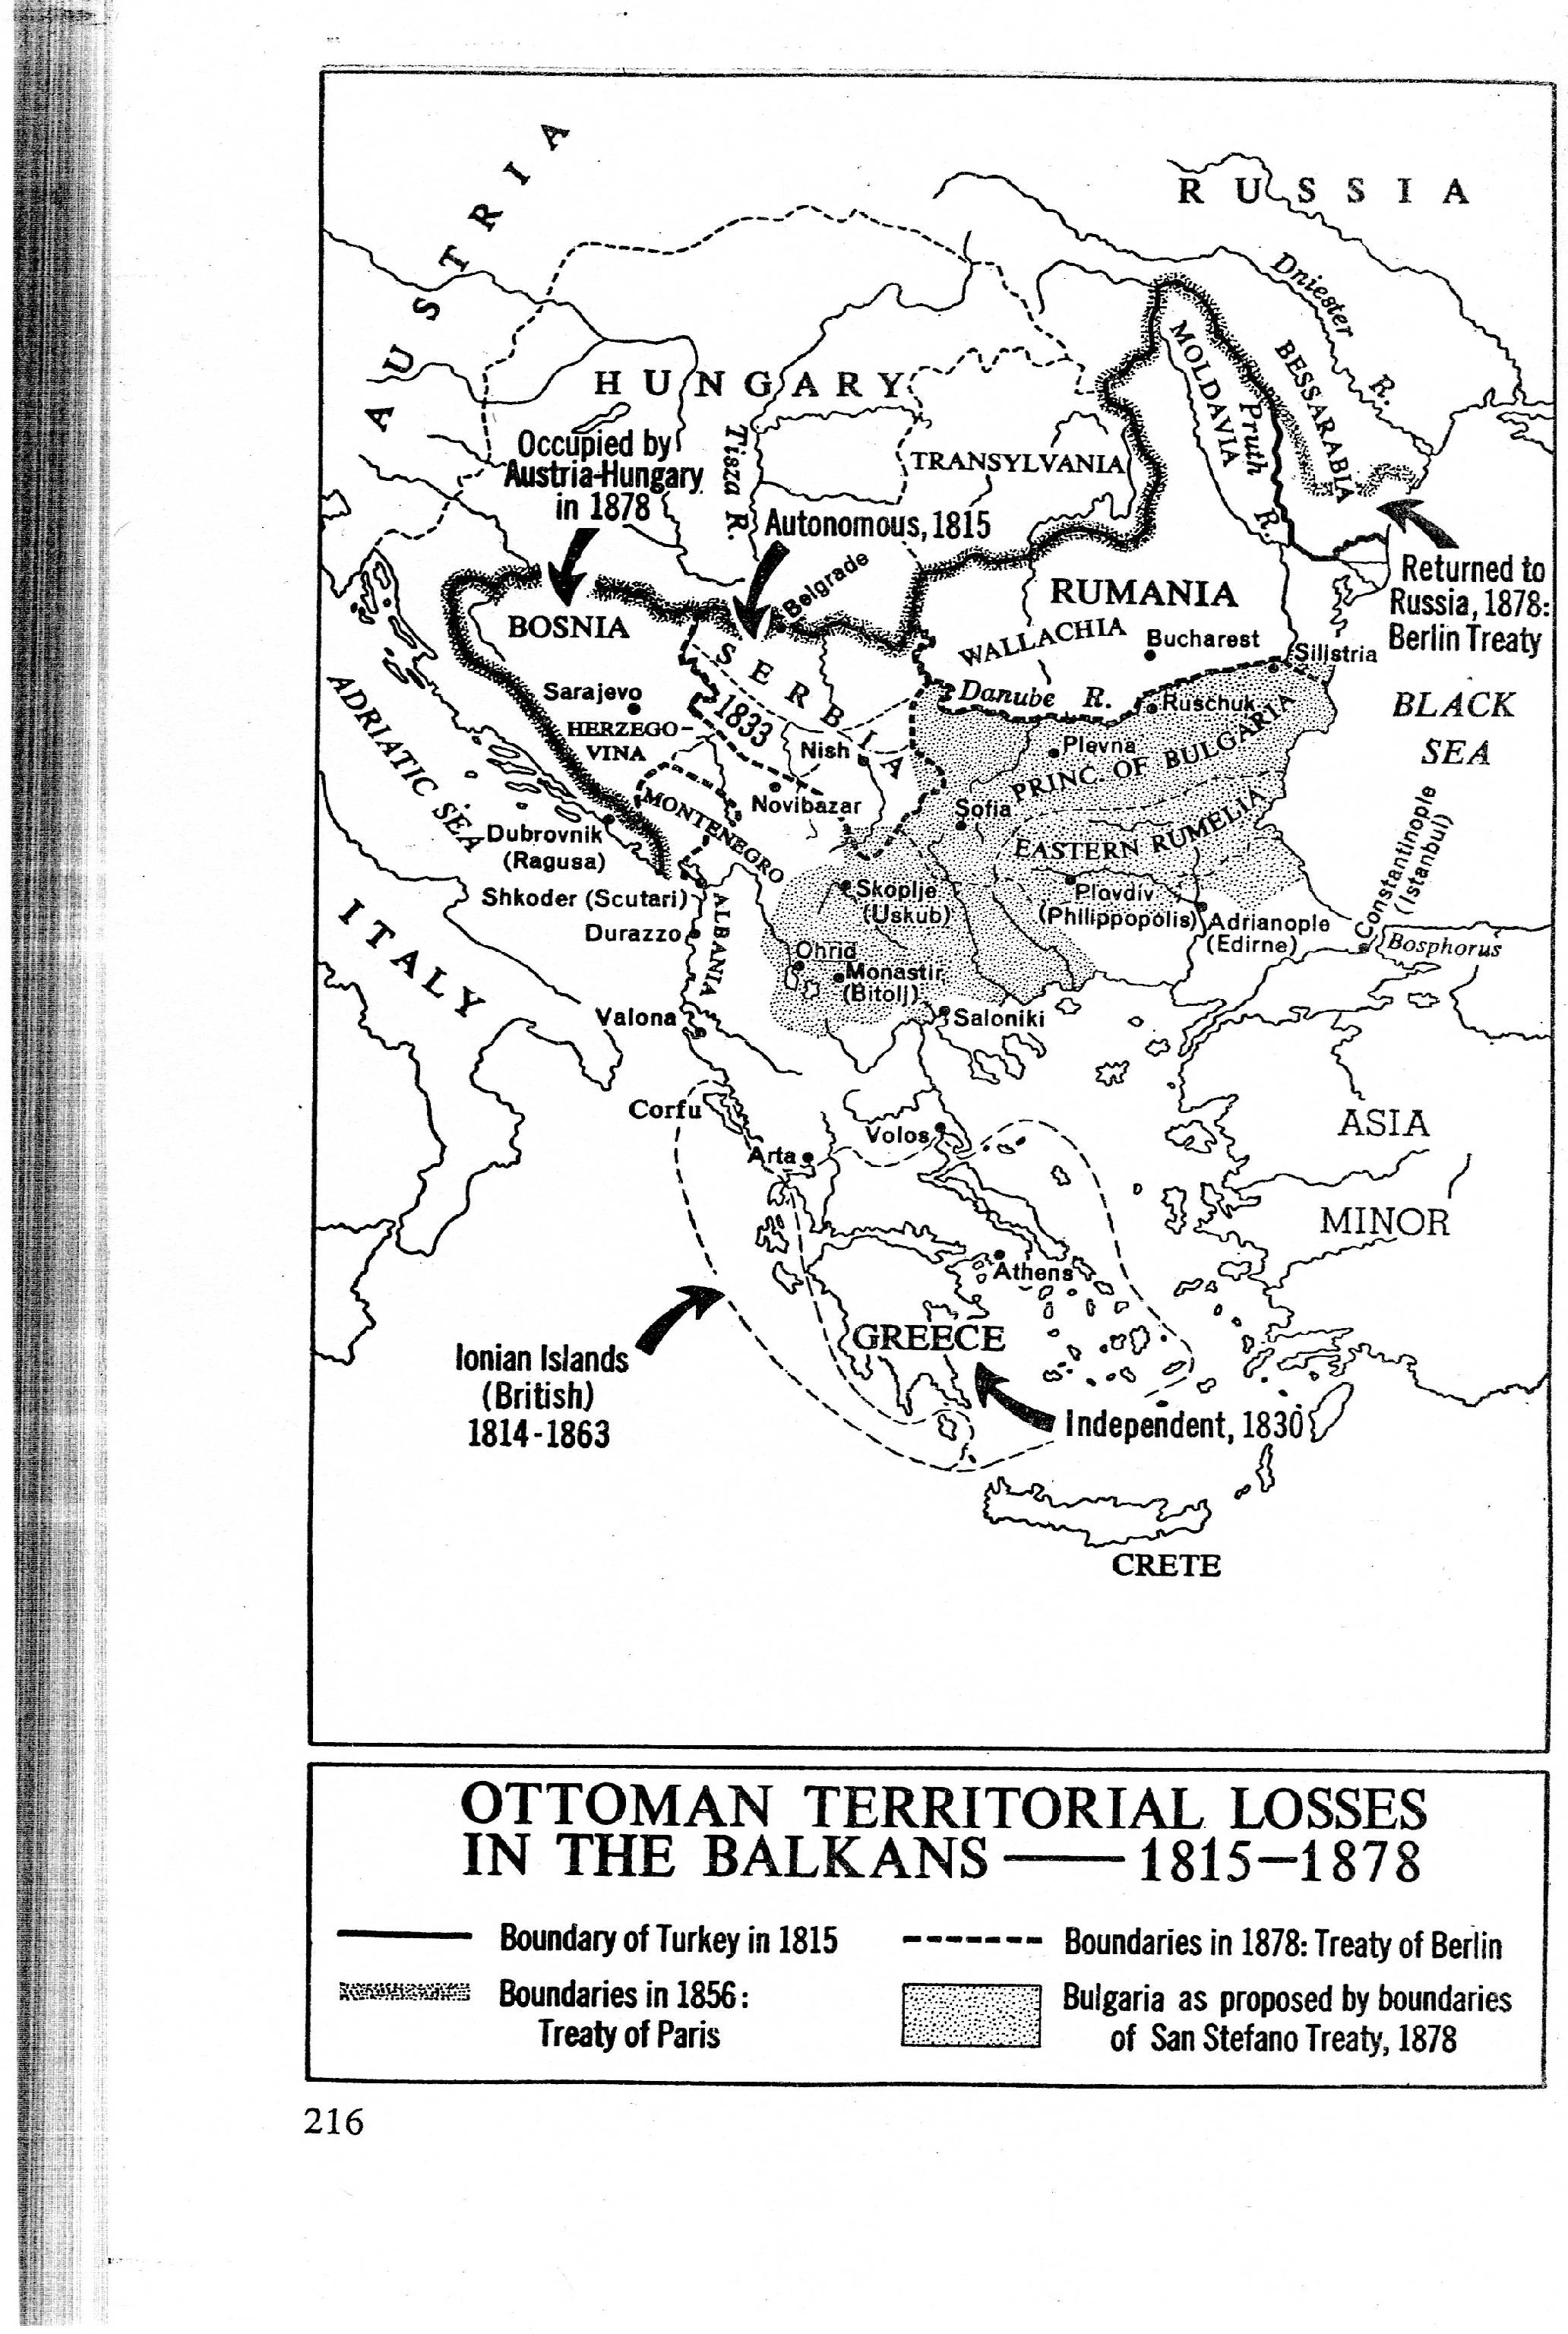 RUSSIA
AUSTRIA
Dniester
R.
HUNGARY
MOLDAVIA
BESSARABIA
Pruth
R.
Tisza R.
TRANSYLVANIA
Occupied by
Austria-Hungary
in 1878
Autonomous, 1815
Belgrade
Returned to
Russia, 1878:
Berlin Treaty
RUMANIA
BOSNIA
WALLACHIA
Bucharest
Silistria
SERBIA
Sarajevo
1833
Danube R.
Ruschuk
BLACK
SEA
HERZEGO-
VINA
Nish
Plevna
PRINC. OF BULGARIA
ADRIATIC SEA
MONTENEGRO
Novibazar
Sofia
EASTERN RUMELIA
Dubrovnik
(Ragusa)
Constantinople
(Istanbul)
Shkoder (Scutari)
Skoplje
(Uskub)
Plovdiv
(Philippopolis)
Adrianople
(Edirne)
Bosphorus
ITALY
Durazzo
ALBANIA
Ohrid
Monastir
(Bitolj)
Valona
Saloniki
Corfu
Volos
Arta
ASIA
MINOR
Athens
GREECE
Ionian Islands
(British)
1814-1863
Independent, 1830
CRETE
OTTOMAN TERRITORIAL LOSSES
IN THE BALKANS — 1815–1878
Boundary of Turkey in 1815
Boundaries in 1878: Treaty of Berlin
Boundaries in 1856:
Treaty of Paris
Bulgaria as proposed by boundaries
of San Stefano Treaty, 1878
216